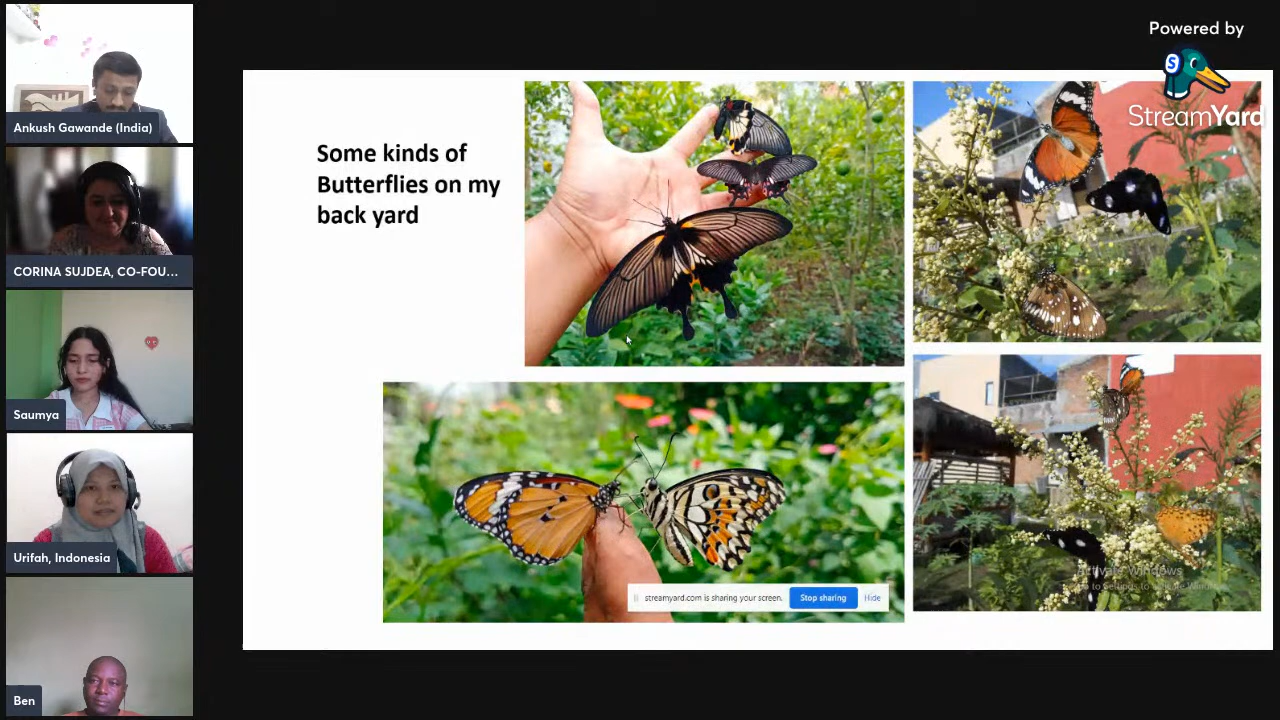 Powered by
StreamYard
Ankush Gawande (India)
CORINA SUJDEA, CO-FOU...
Saumya
Urifah, Indonesia
Ben
Some kinds of
Butterflies on my
back yard
streamyard.com is sharing your screen.
Stop sharing
Hide
Activate Windows